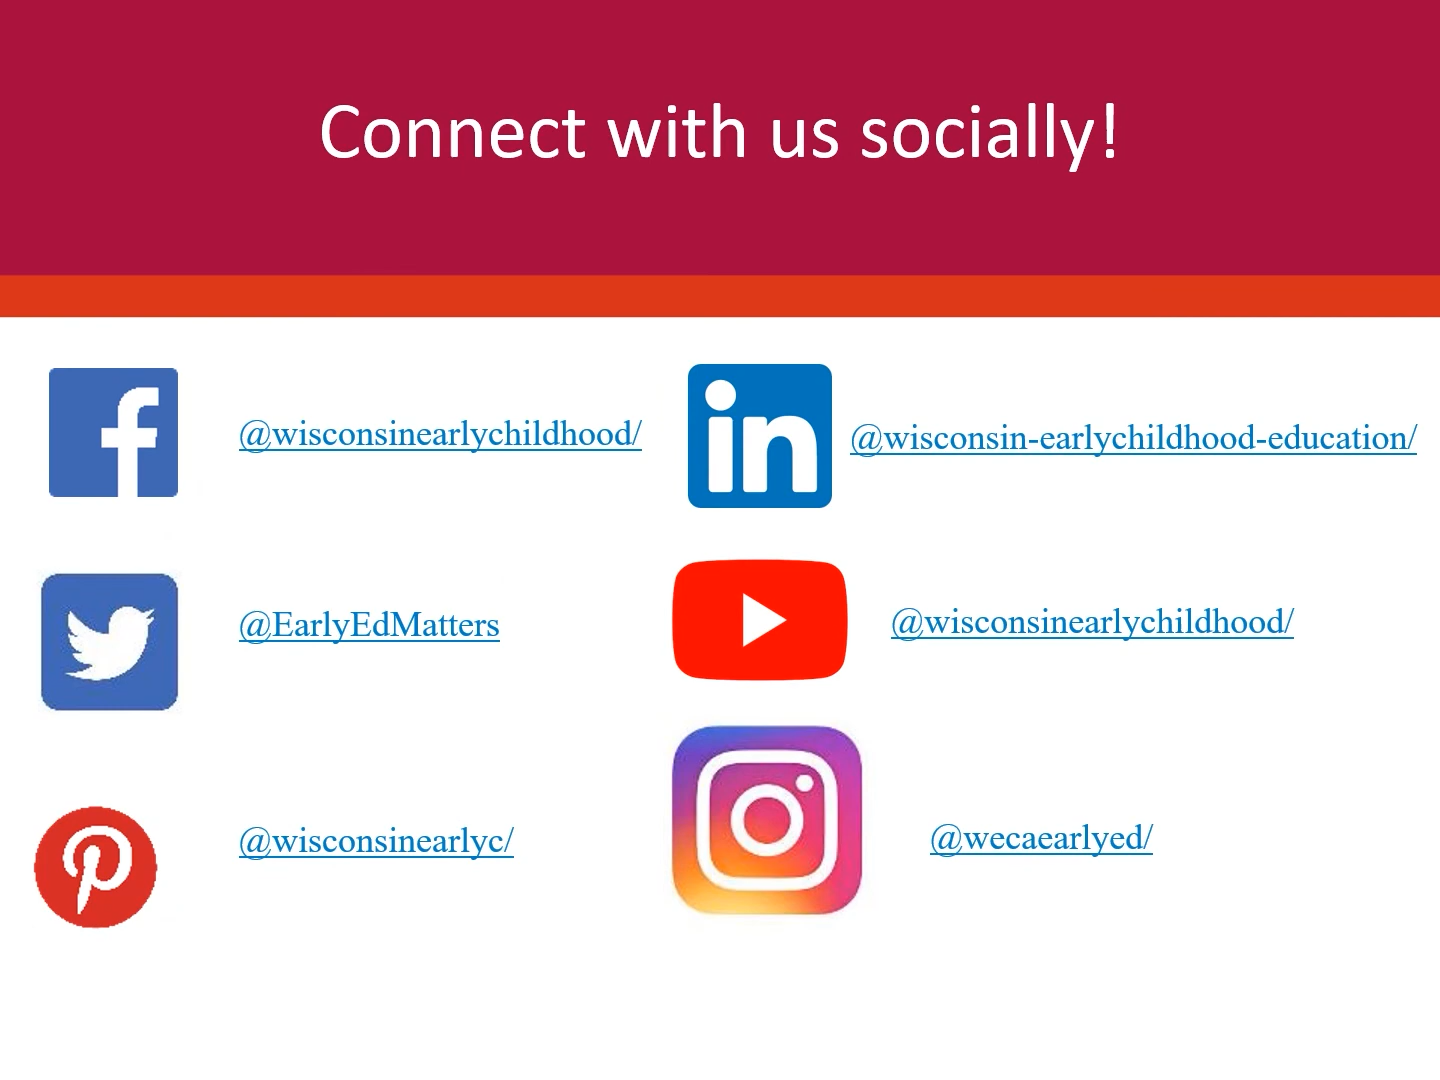 Connect with us socially!
@wisconsinearlychildhood/
@wisconsin-earlychildhood-education/
@EarlyEdMatters
@wisconsinearlychildhood/
@wisconsinearlyc/
@wecaearlyed/